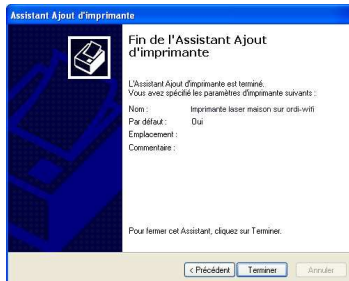 Assistant Ajout d'imprimante
Fin de l'Assistant Ajout
d'imprimante
L'Assistant Ajout d'imprimante est terminé.
Vous avez spécifié les paramètres d'imprimante suivants :
Nom : Imprimante laser maison sur ordi-wifi
Par défaut : Oui
Emplacement :
Commentaire :
Pour fermer cet Assistant, cliquez sur Terminer.
< Précédent Terminer Annuler